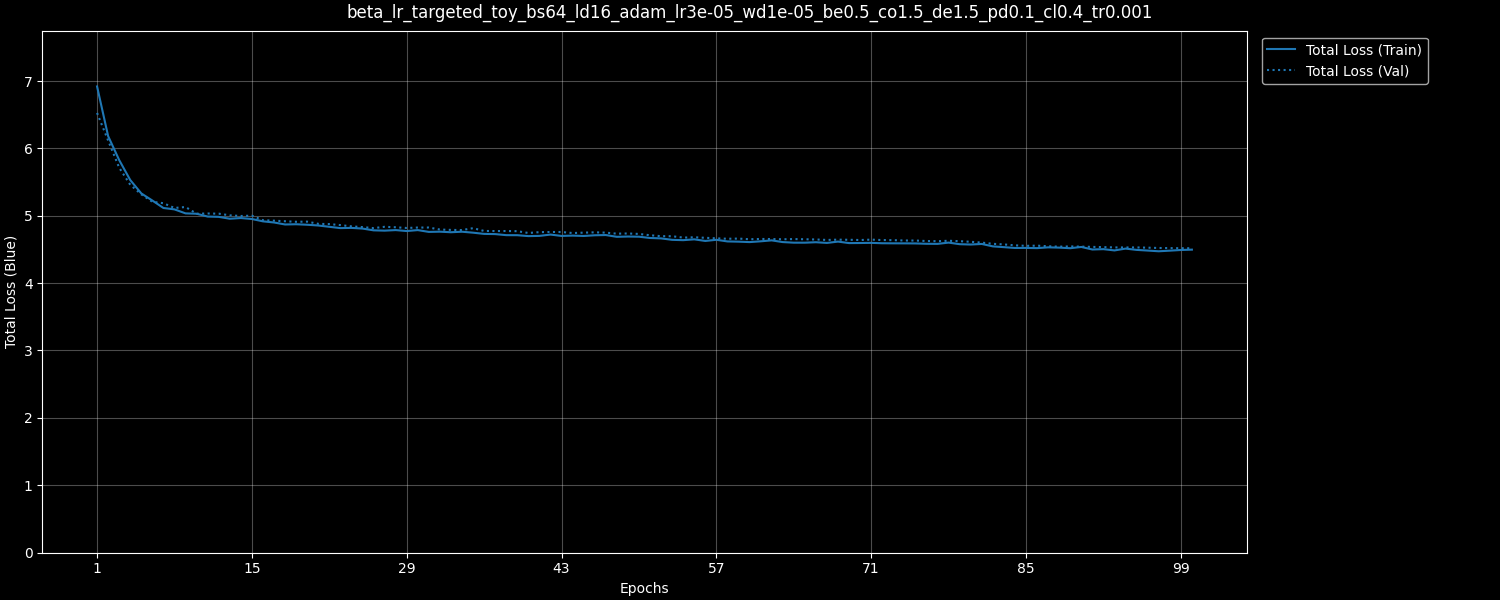 beta_lr_targeted_toy_bs64_ld16_adam_lr3e-05_wd1e-05_be0.5_co1.5_de1.5_pd0.1_cl0.4_tr0.001
Total Loss (Train)
Total Loss (Val)
Total Loss (Blue)
7
6
5
4
3
2
1
0
1 15 29 43 57 71 85 99
Epochs